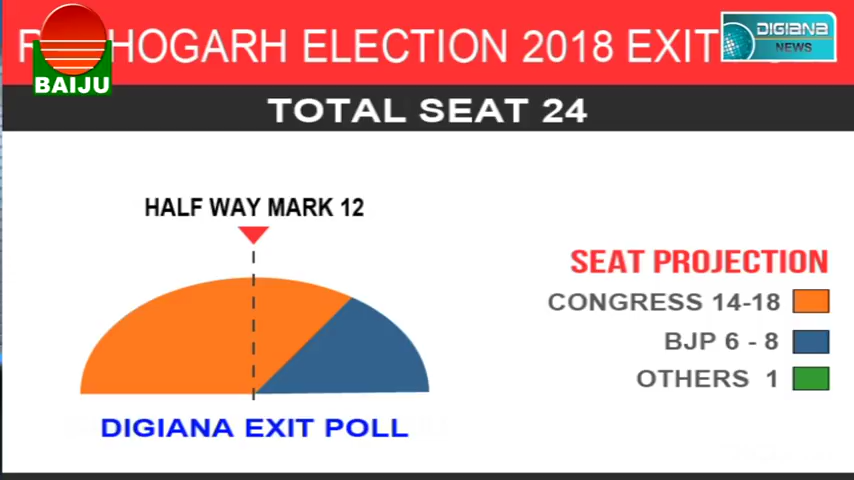 HOGARH ELECTION 2018 EXIT
BAIJU
DIGIANA
NEWS
TOTAL SEAT 24
HALF WAY MARK 12
SEAT PROJECTION
CONGRESS 14-18
BJP 6 - 8
OTHERS 1
DIGIANA EXIT POLL